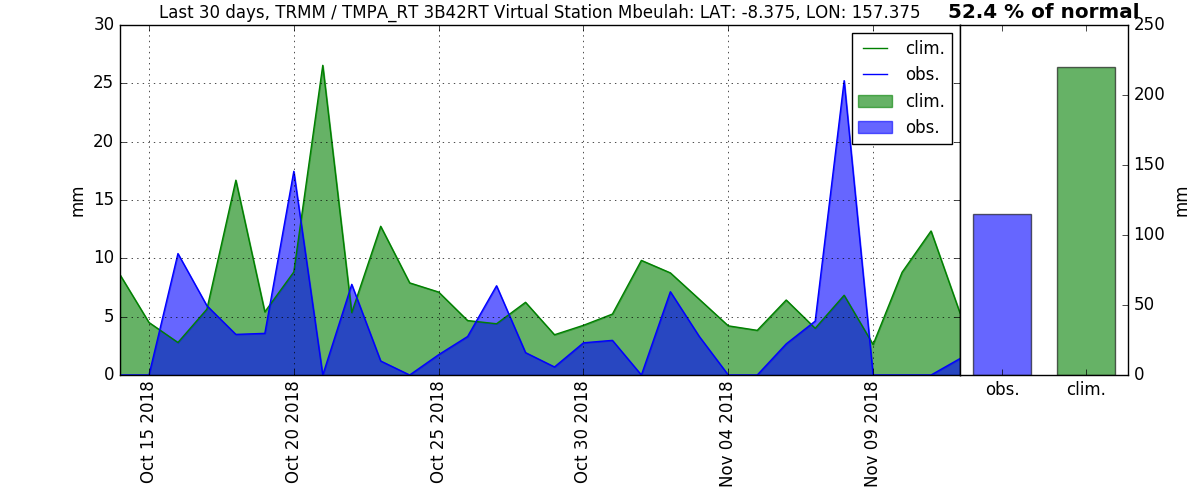 Last 30 days, TRMM / TMPA_RT 3B42RT Virtual Station Mbeulah: LAT: -8.375, LON: 157.375
52.4 % of normal
30
25
20
15
10
5
0
mm
clim.
obs.
clim.
obs.
Oct 15 2018
Oct 20 2018
Oct 25 2018
Oct 30 2018
Nov 04 2018
Nov 09 2018
250
200
150
100
50
0
mm
obs.
clim.